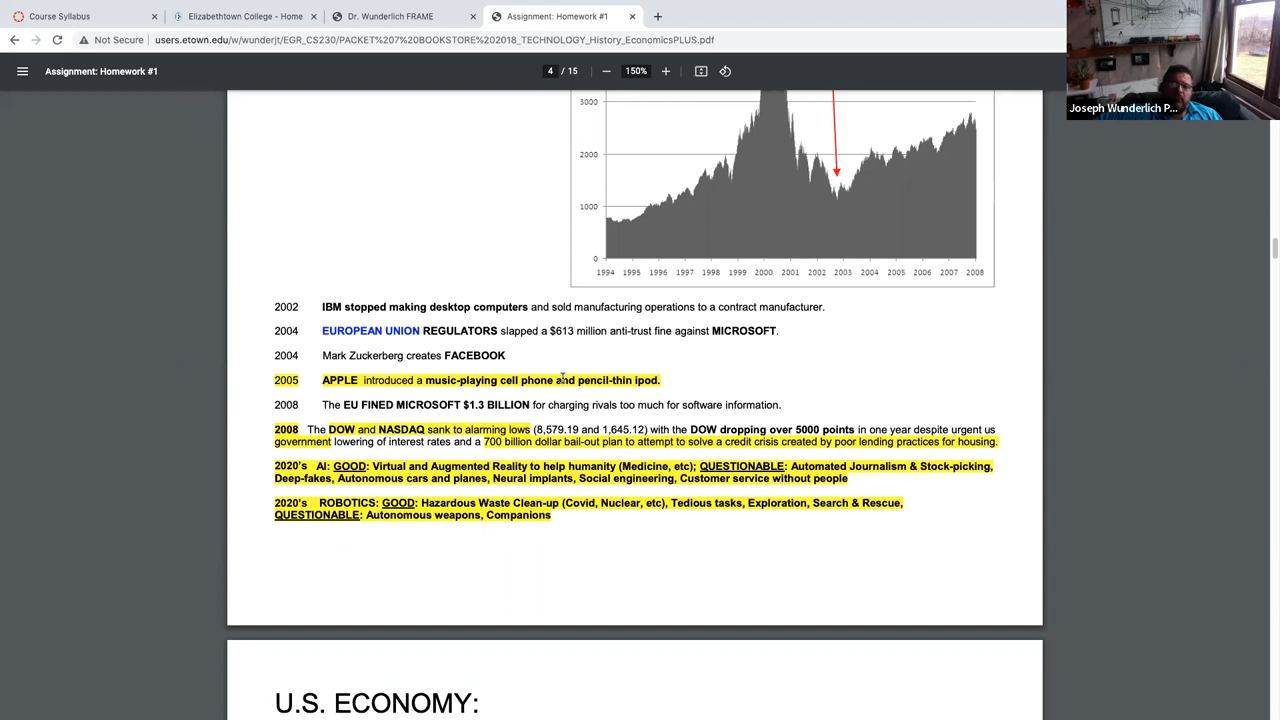 Course Syllabus
Elizabethtown College - Home
Dr. Wunderlich FRAME
Assignment: Homework #1
Not Secure
users.etown.edu/w/wunderjt/EGR_CS230/PACKET%207%20BOOKSTORE%202018_TECHNOLOGY_History_EconomicsPLUS.pdf
Assignment: Homework #1
4 / 15
150%
Joseph Wunderlich P...
3000
2000
1000
0
1994 1995 1996 1997 1998 1999 2000 2001 2002 2003 2004 2005 2006 2007 2008
2002 IBM stopped making desktop computers and sold manufacturing operations to a contract manufacturer.
2004 EUROPEAN UNION REGULATORS slapped a $613 million anti-trust fine against MICROSOFT.
2004 Mark Zuckerberg creates FACEBOOK
2005 APPLE introduced a music-playing cell phone and pencil-thin ipod.
2008 The EU FINED MICROSOFT $1.3 BILLION for charging rivals too much for software information.
2008 The DOW and NASDAQ sank to alarming lows (8,579.19 and 1,645.12) with the DOW dropping over 5000 points in one year despite urgent us
government lowering of interest rates and a 700 billion dollar bail-out plan to attempt to solve a credit crisis created by poor lending practices for housing.
2020's AI: GOOD: Virtual and Augmented Reality to help humanity (Medicine, etc); QUESTIONABLE: Automated Journalism & Stock-picking,
Deep-fakes, Autonomous cars and planes, Neural implants, Social engineering, Customer service without people
2020's ROBOTICS: GOOD: Hazardous Waste Clean-up (Covid, Nuclear, etc), Tedious tasks, Exploration, Search & Rescue,
QUESTIONABLE: Autonomous weapons, Companions
U.S. ECONOMY: